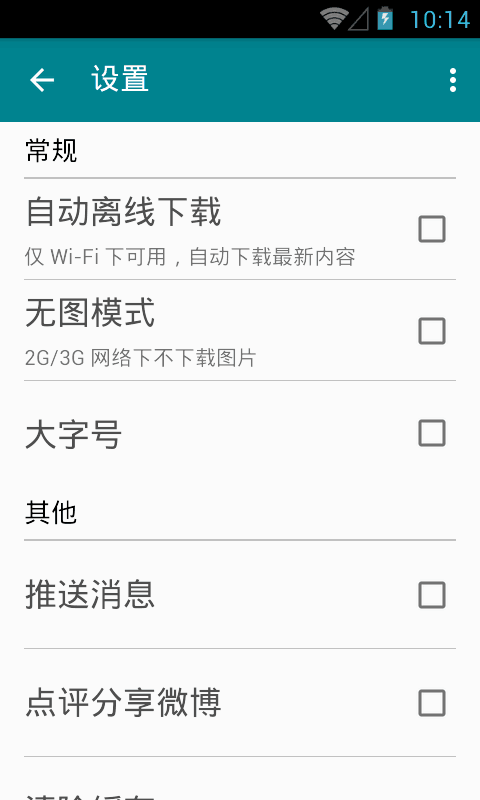 10:14
设置
常规
自动离线下载
仅 Wi-Fi 下可用，自动下载最新内容
无图模式
2G/3G 网络下不下载图片
大字号
其他
推送消息
点评分享微博